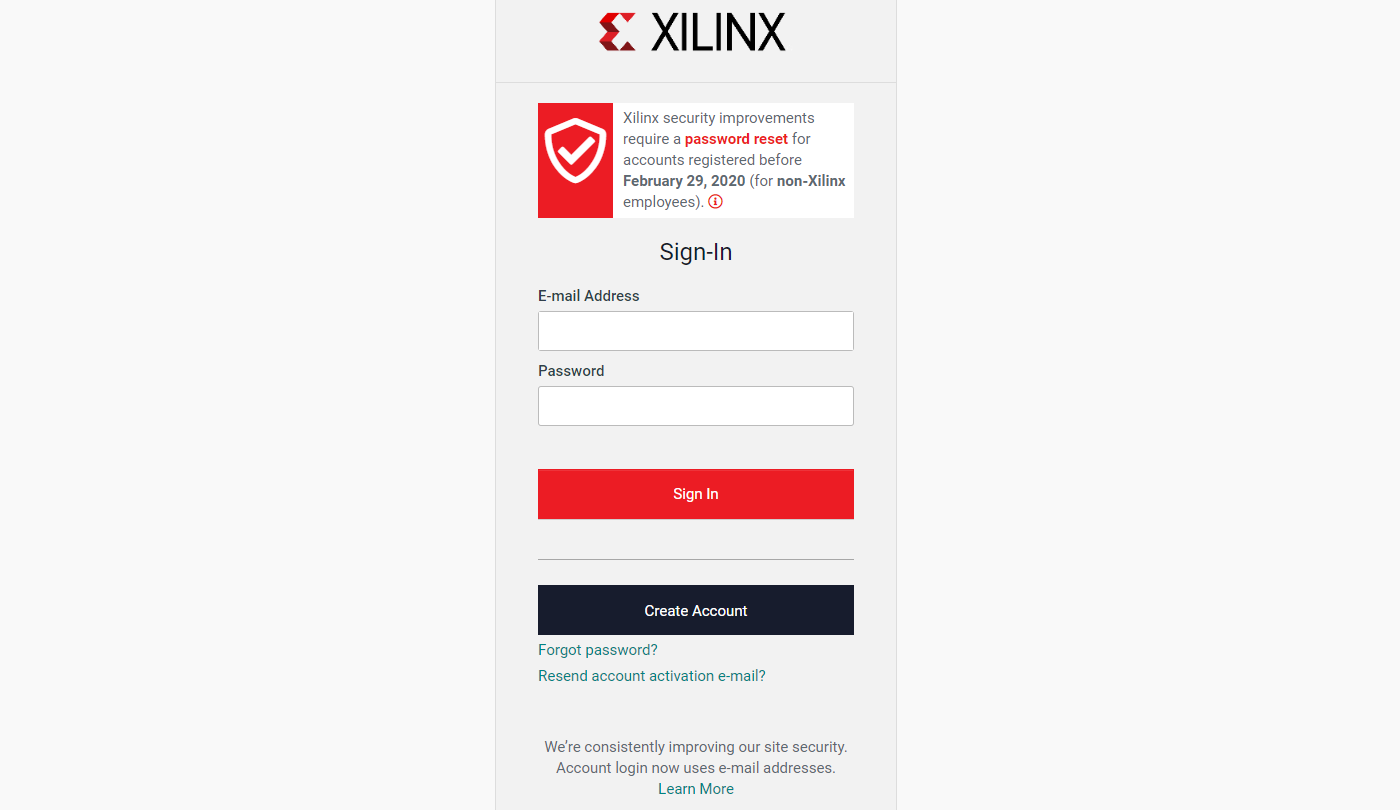 XILINX
Xilinx security improvements
require a password reset for
accounts registered before
February 29, 2020 (for non-Xilinx
employees).
Sign-In
E-mail Address
Password
Sign In
Create Account
Forgot password?
Resend account activation e-mail?
We’re consistently improving our site security.
Account login now uses e-mail addresses.
Learn More